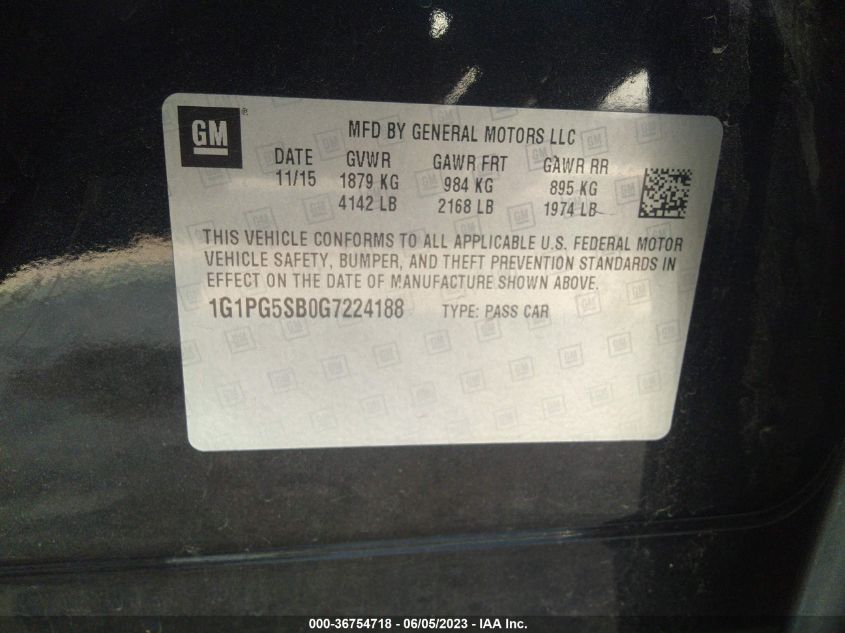 GM ®
MFD BY GENERAL MOTORS LLC
DATE GVWR GAWR FRT GAWR RR
11/15 1879 KG 984 KG 895 KG
4142 LB 2168 LB 1974 LB
THIS VEHICLE CONFORMS TO ALL APPLICABLE U.S. FEDERAL MOTOR
VEHICLE SAFETY, BUMPER, AND THEFT PREVENTION STANDARDS IN
EFFECT ON THE DATE OF MANUFACTURE SHOWN ABOVE.
1G1PG5SB0G7224188 TYPE: PASS CAR
000-36754718 - 06/05/2023 - IAA Inc.